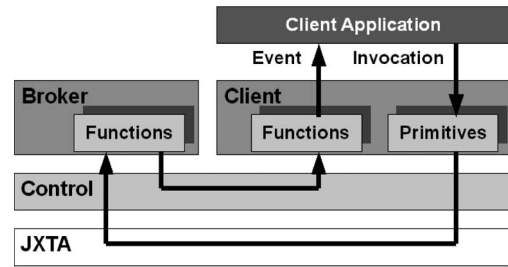 Client Application
Event Invocation
Broker Client
Functions Functions Primitives
Control
JXTA